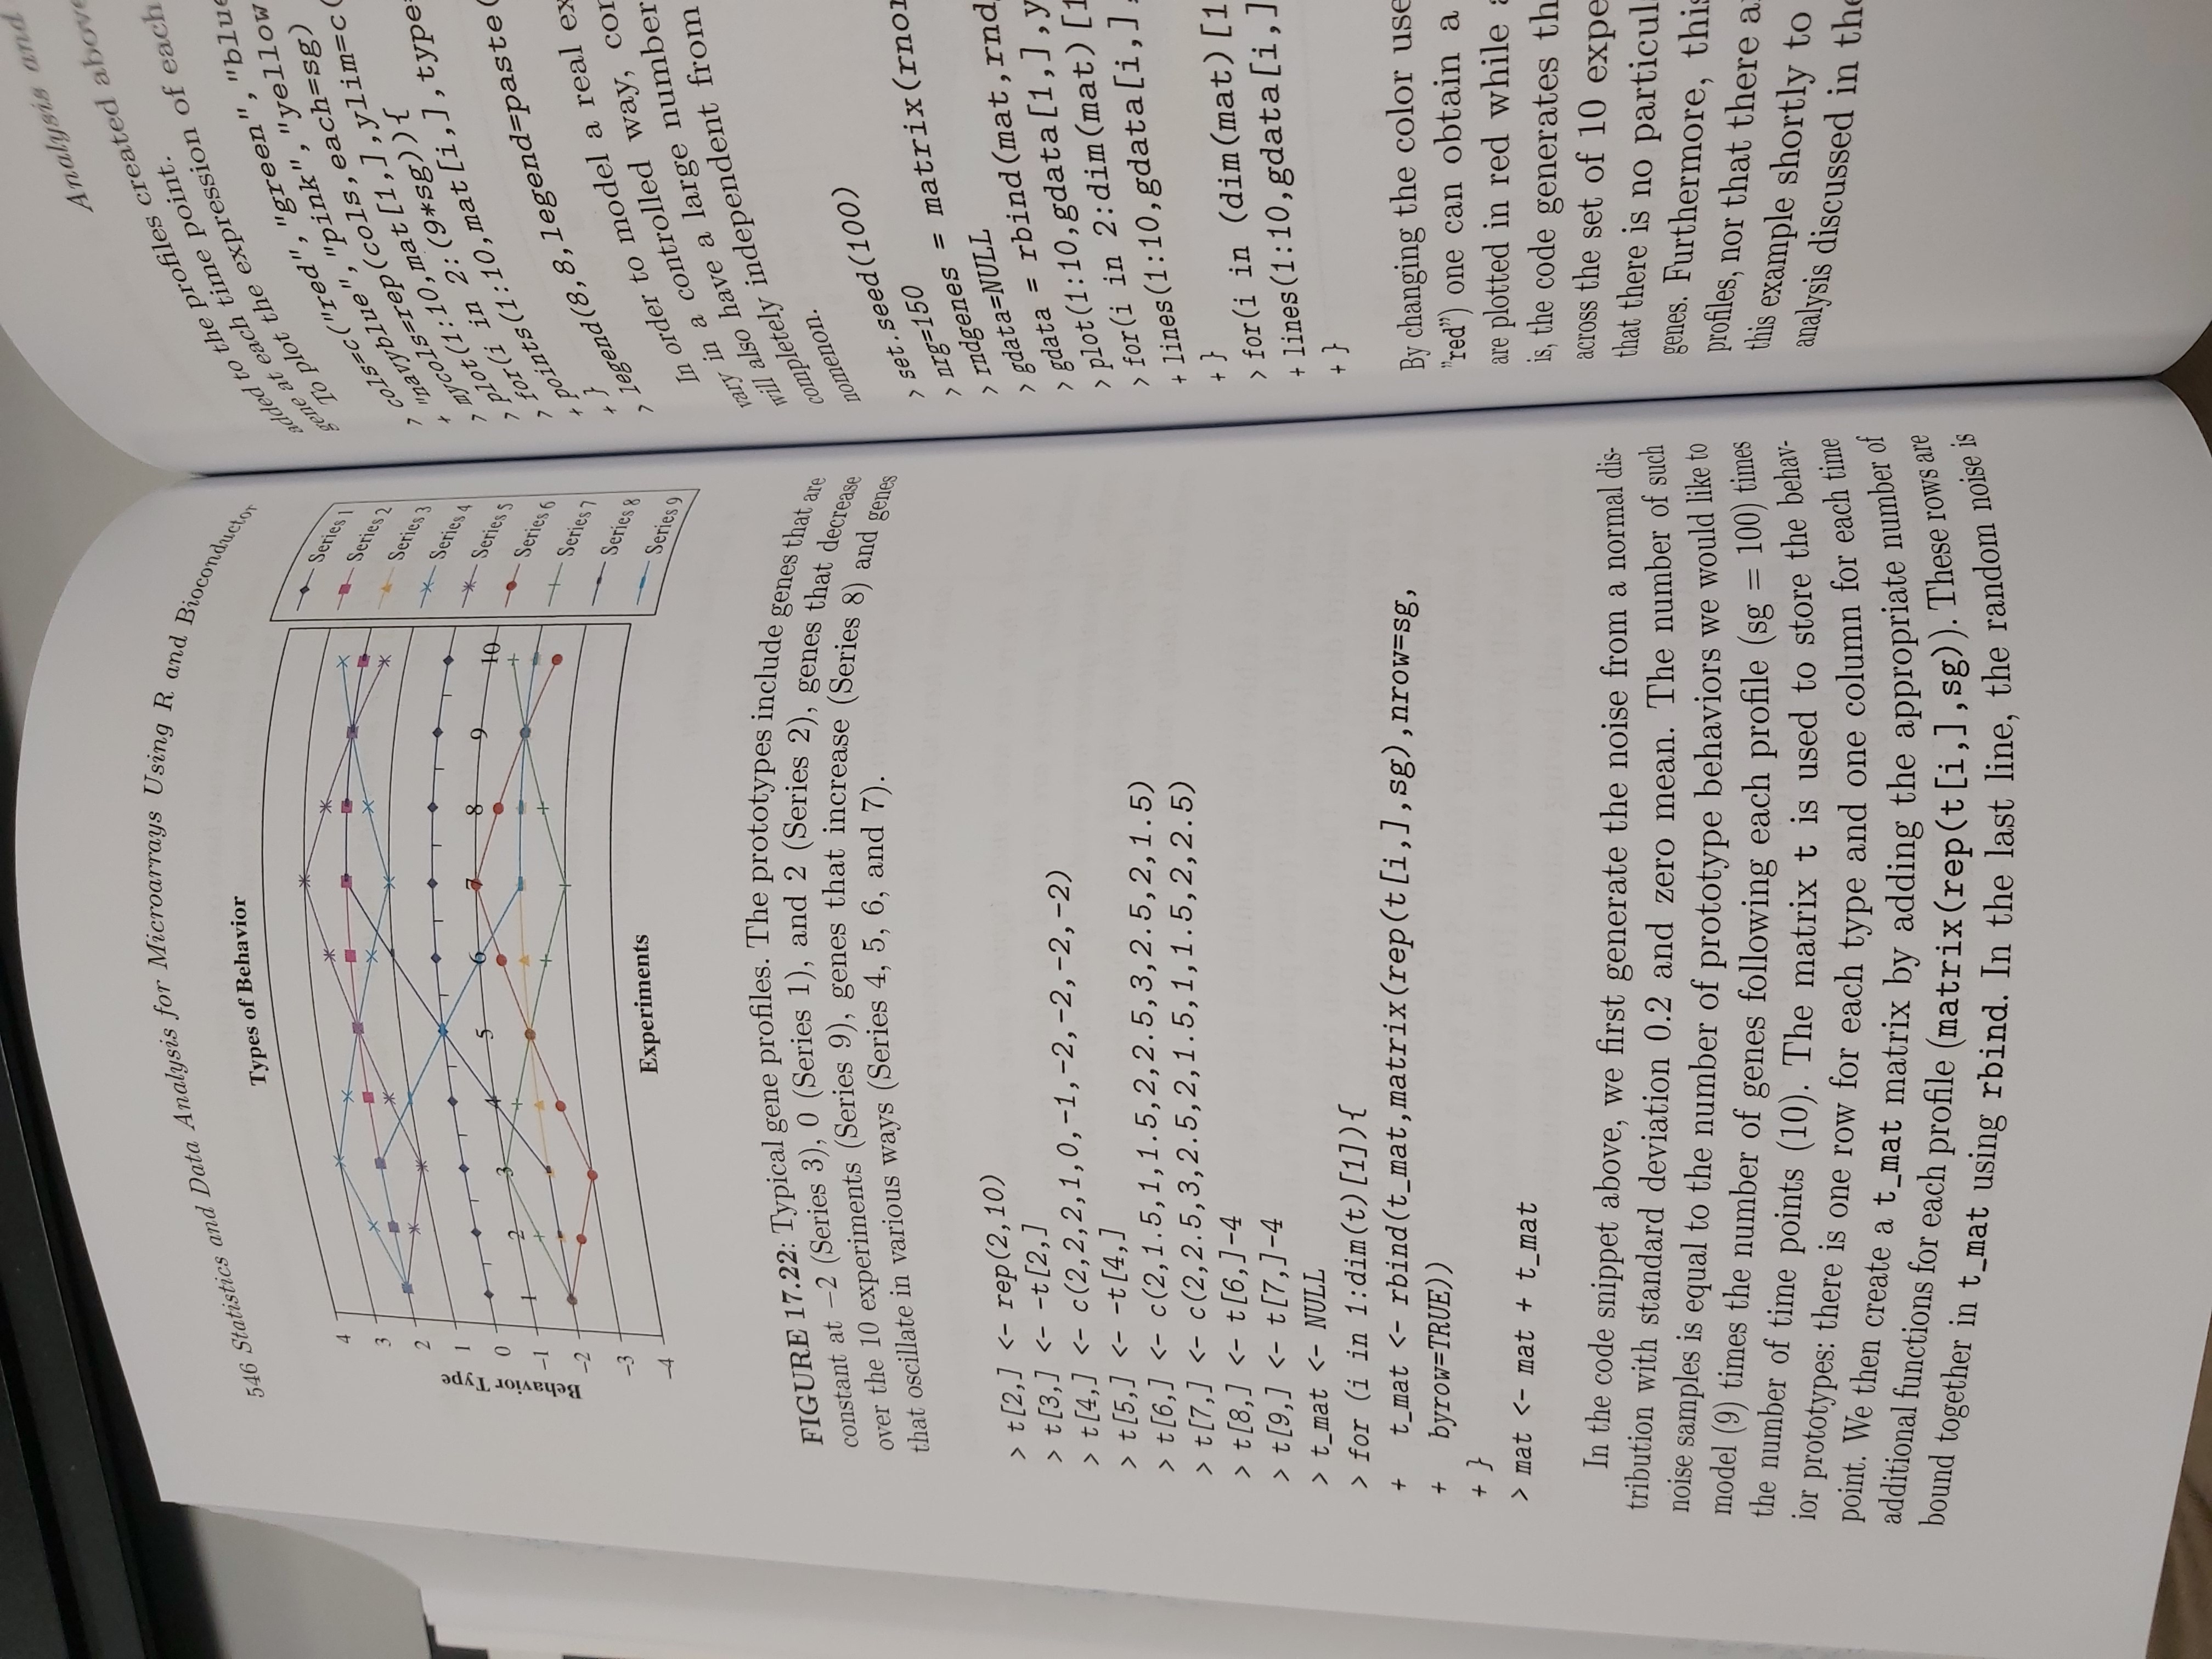 546 Statistics and Data Analysis for Microarrays Using R and Bioconductor
Types of Behavior
4
3
2
1
0
−1
−2
−3
−4
Behavior Type
1 2 3 4 5 6 7 8 9 10
Experiments
Series 1
Series 2
Series 3
Series 4
Series 5
Series 6
Series 7
Series 8
Series 9
FIGURE 17.22: Typical gene profiles. The prototypes include genes that are
constant at −2 (Series 3), 0 (Series 1), and 2 (Series 2), genes that decrease
over the 10 experiments (Series 9), genes that increase (Series 8) and genes
that oscillate in various ways (Series 4, 5, 6, and 7).
> t[2,] <- rep(2,10)
> t[3,] <- -t[2,]
> t[4,] <- c(2,2,2,1,0,-1,-2,-2,-2,-2)
> t[5,] <- -t[4,]
> t[6,] <- c(2,1.5,1,1.5,2,2.5,3,2.5,2,1.5)
> t[7,] <- c(2,2.5,3,2.5,2,1.5,1,1.5,2,2.5)
> t[8,] <- t[6,]-4
> t[9,] <- t[7,]-4
> t_mat <- NULL
> for (i in 1:dim(t)[1]){
+ t_mat <- rbind(t_mat,matrix(rep(t[i,],sg),nrow=sg,
+ byrow=TRUE))
+ }
> mat <- mat + t_mat
In the code snippet above, we first generate the noise from a normal dis-
tribution with standard deviation 0.2 and zero mean. The number of such
noise samples is equal to the number of prototype behaviors we would like to
model (9) times the number of genes following each profile (sg = 100) times
the number of time points (10). The matrix t is used to store the behav-
ior prototypes: there is one row for each type and one column for each time
point. We then create a t_mat matrix by adding the appropriate number of
additional functions for each profile (matrix(rep(t[i,],sg)). These rows are
bound together in t_mat using rbind. In the last line, the random noise is
Analysis and
added to the profiles created above
gene at each time point.
To plot the expression of each
> cols=c("red","green","blue
+ "navyblue","pink","yellow
> mycols=rep(cols,each=sg)
> plot(1:10,mat[1,],ylim=c(
> for(i in 2:(9*sg)){
+ points(1:10,mat[i,],type=
+ }
> legend(8,8,legend=paste(
In order to model a real ex
vary in a controlled way, cor
will also have a large number
completely independent from
nomenon.
> set.seed(100)
> nrg=150
> rndgenes = matrix(rnor
> gdata=NULL
> gdata = rbind(mat,rnd
> plot(1:10,gdata[1,],y
> for(i in 2:dim(mat)[1
+ lines(1:10,gdata[i,],
+ }
> for(i in (dim(mat)[1
+ lines(1:10,gdata[i,]
+ }
By changing the color use
"red") one can obtain a
are plotted in red while
is, the code generates th
across the set of 10 expe
that there is no particul
genes. Furthermore, this
profiles, nor that there a
this example shortly to
analysis discussed in the